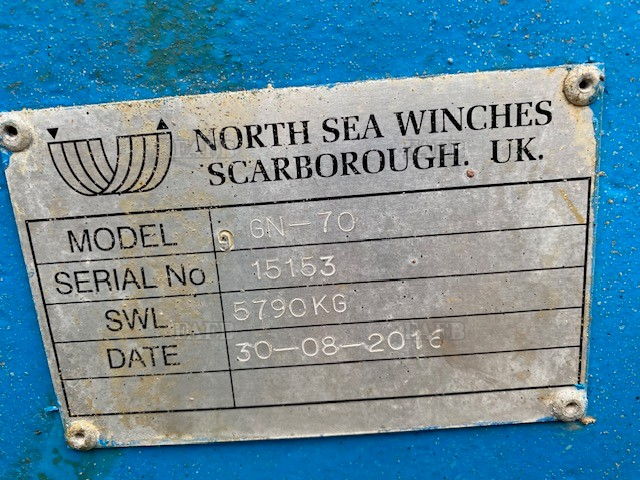 NORTH SEA WINCHES
SCARBOROUGH. UK.
MODEL GN-70
SERIAL No 15153
SWL 5790KG
DATE 30-08-2016